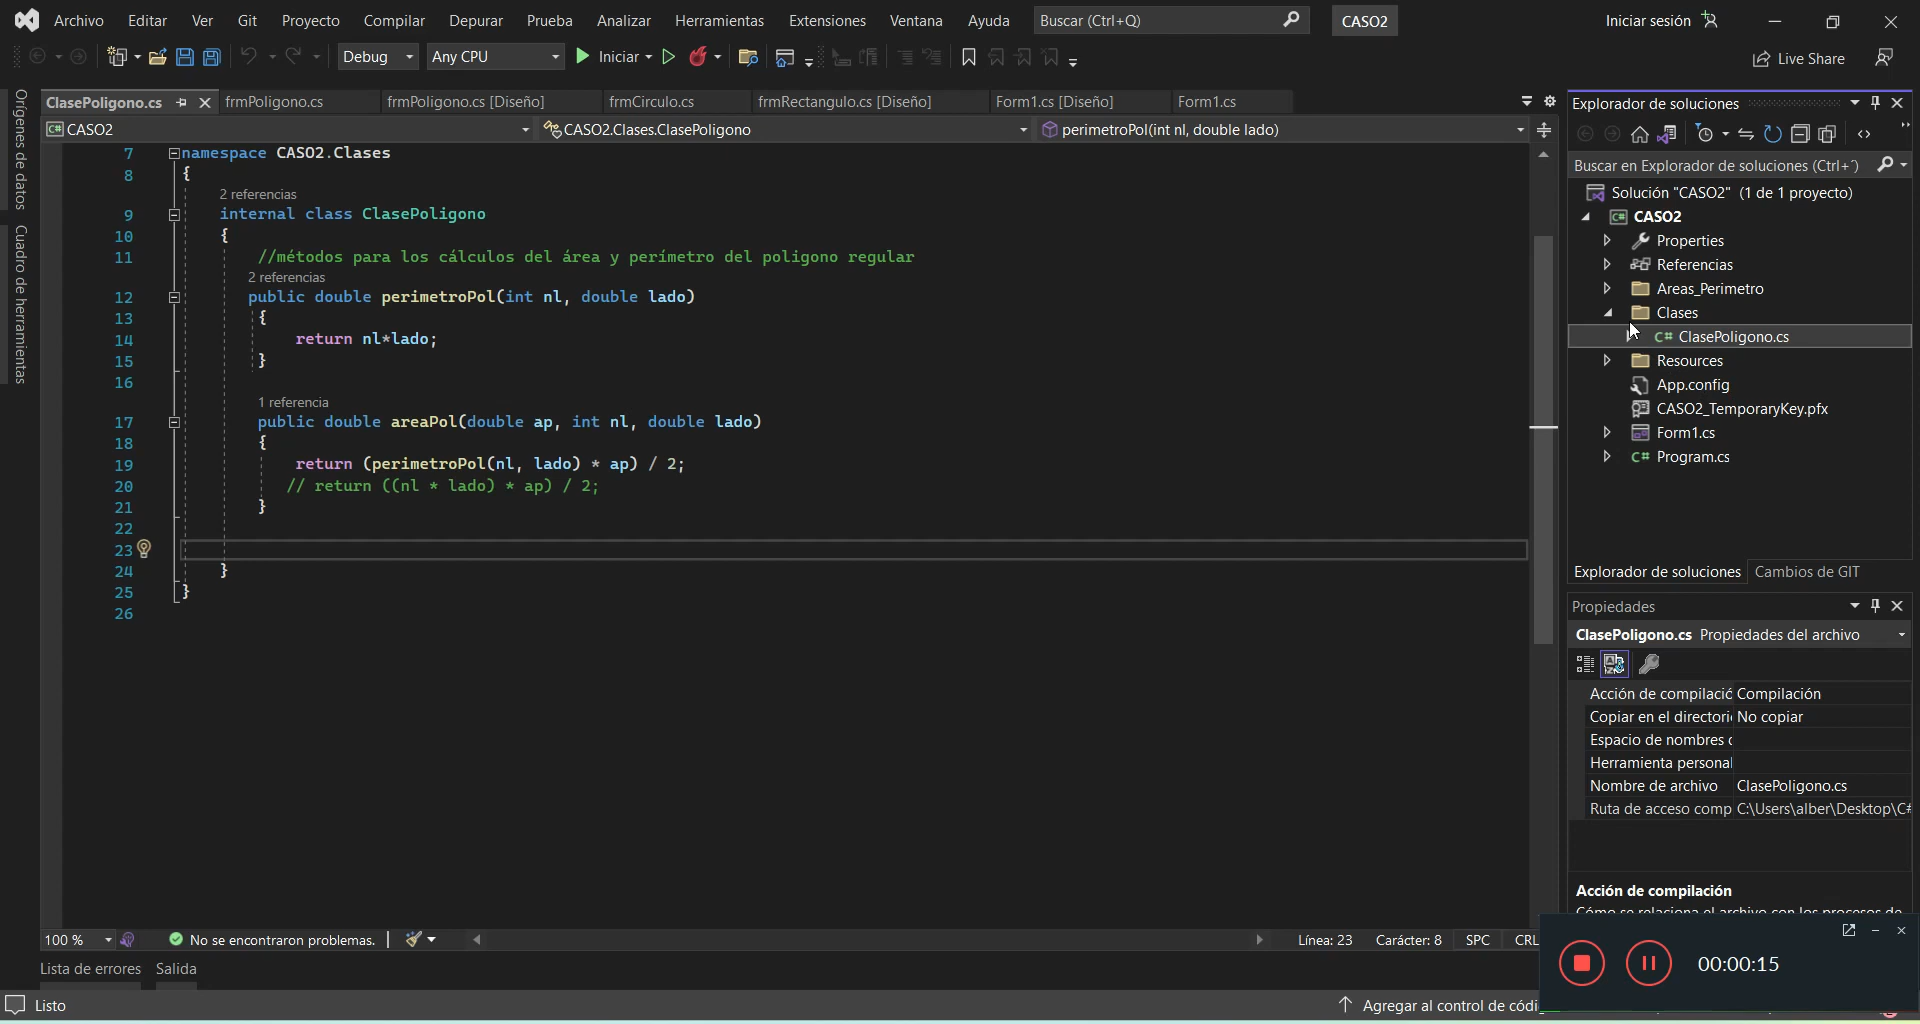 Archivo Editar Ver Git Proyecto Compilar Depurar Prueba Analizar Herramientas Extensiones Ventana Ayuda Buscar (Ctrl+Q) CASO2 Iniciar sesión
Debug Any CPU Iniciar Live Share
Orígenes de datos
Cuadro de herramientas
ClasePoligono.cs frmPoligono.cs frmPoligono.cs [Diseño] frmCirculo.cs frmRectangulo.cs [Diseño] Form1.cs [Diseño] Form1.cs
CASO2 CASO2.Clases.ClasePoligono perimetroPol(int nl, double lado)
7 namespace CASO2.Clases
8 {
2 referencias
9 internal class ClasePoligono
10 {
11 //métodos para los cálculos del área y perímetro del poligono regular
2 referencias
12 public double perimetroPol(int nl, double lado)
13 {
14 return nl*lado;
15 }
16
1 referencia
17 public double areaPol(double ap, int nl, double lado)
18 {
19 return (perimetroPol(nl, lado) * ap) / 2;
20 // return ((nl * lado) * ap) / 2;
21 }
22
23
24 }
25 }
26
100 % No se encontraron problemas. Línea: 23 Carácter: 8 SPC CRL
Lista de errores Salida
Listo Agregar al control de códi
Explorador de soluciones
Buscar en Explorador de soluciones (Ctrl+´)
Solución "CASO2" (1 de 1 proyecto)
C# CASO2
Properties
Referencias
Areas_Perimetro
Clases
C# ClasePoligono.cs
Resources
App.config
CASO2_TemporaryKey.pfx
Form1.cs
C# Program.cs
Explorador de soluciones Cambios de GIT
Propiedades
ClasePoligono.cs Propiedades del archivo
Acción de compilació Compilación
Copiar en el directori No copiar
Espacio de nombres
Herramienta personal
Nombre de archivo ClasePoligono.cs
Ruta de acceso comp C:\Users\alber\Desktop\C#
Acción de compilación
Cómo se relaciona el archivo con los procesos de
00:00:15